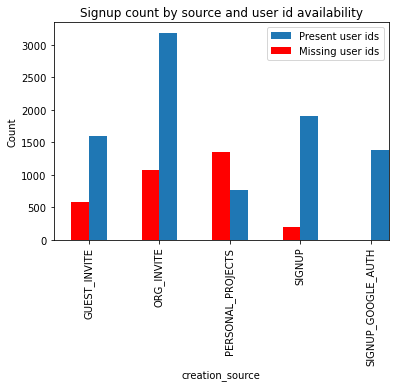 Signup count by source and user id availability
Present user ids
Missing user ids
Count
3000
2500
2000
1500
1000
500
0
GUEST_INVITE
ORG_INVITE
PERSONAL_PROJECTS
SIGNUP
SIGNUP_GOOGLE_AUTH
creation_source